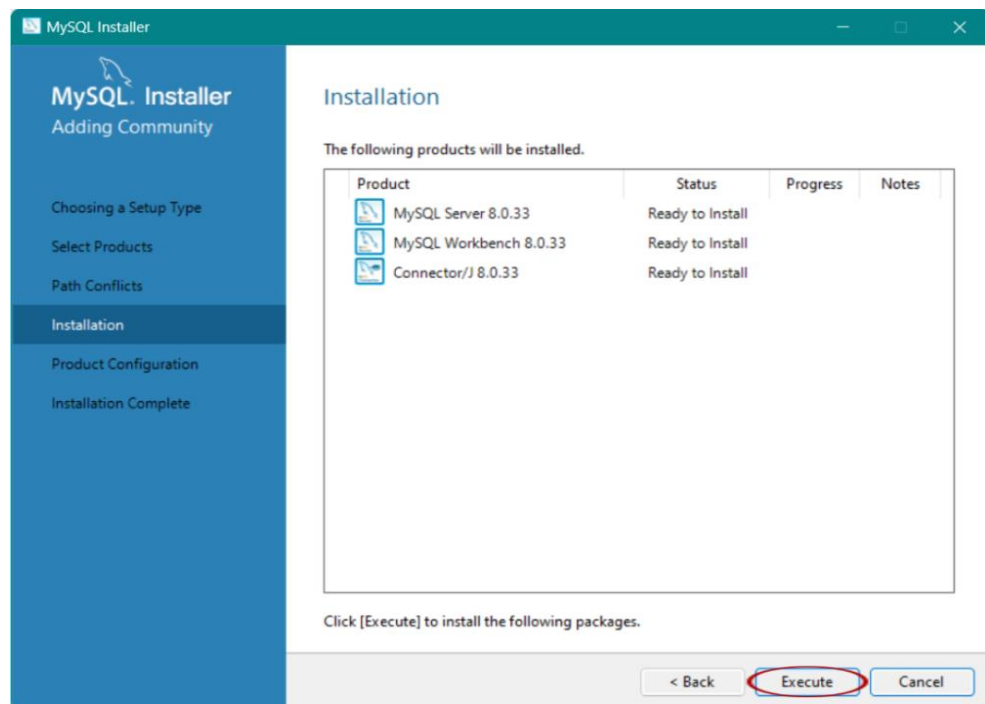 MySQL Installer
MySQL. Installer
Adding Community
Choosing a Setup Type
Select Products
Path Conflicts
Installation
Product Configuration
Installation Complete
Installation
The following products will be installed.
Product Status Progress Notes
MySQL Server 8.0.33 Ready to Install
MySQL Workbench 8.0.33 Ready to Install
Connector/J 8.0.33 Ready to Install
Click [Execute] to install the following packages.
< Back Execute Cancel